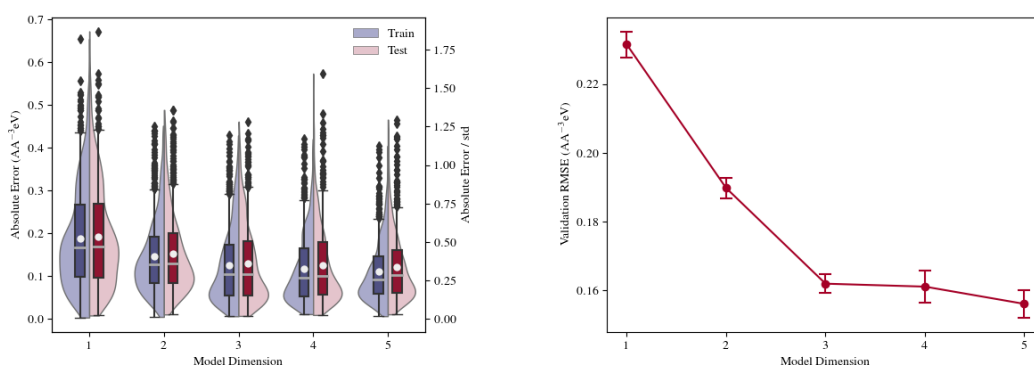 0.7
0.6
0.5
0.4
0.3
0.2
0.1
0.0
Absolute Error (AA⁻³eV)
Train
Test
1.75
1.50
1.25
1.00
0.75
0.50
0.25
0.00
Absolute Error / std
1 2 3 4 5
Model Dimension
0.22
0.20
0.18
0.16
Validation RMSE (AA⁻³eV)
1 2 3 4 5
Model Dimension